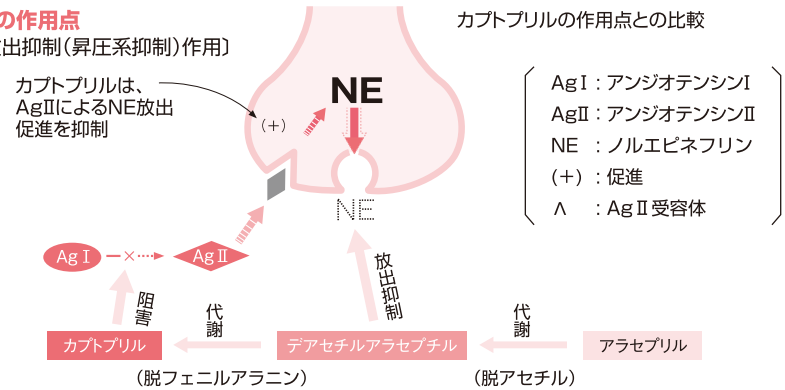 の作用点
出抑制(昇圧系抑制)作用〕
カプトプリルの作用点との比較
カプトプリルは、
AgⅡによるNE放出
促進を抑制
(+)
NE
NE
AgⅠ:アンジオテンシンⅠ
AgⅡ:アンジオテンシンⅡ
NE :ノルエピネフリン
(+):促進
∧ :AgⅡ受容体
AgⅠ
×
AgⅡ
阻害
代謝
放出抑制
代謝
カプトプリル
デアセチルアラセプチル
アラセプリル
(脱フェニルアラニン)
(脱アセチル)